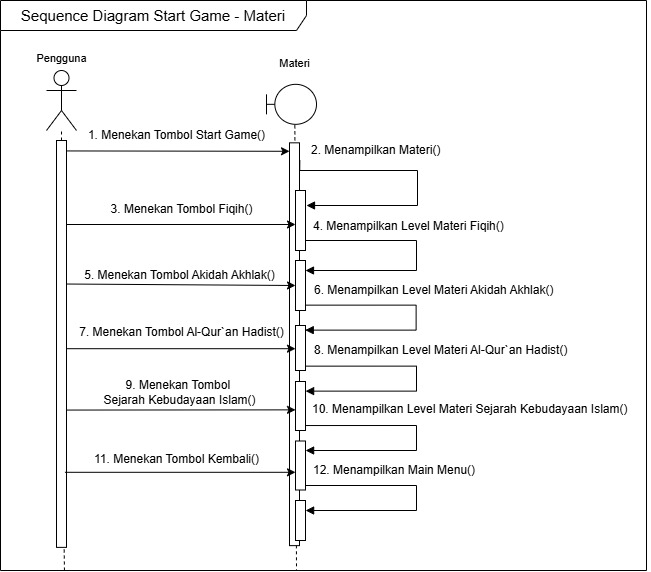 Sequence Diagram Start Game - Materi
Pengguna
Materi
1. Menekan Tombol Start Game()
2. Menampilkan Materi()
3. Menekan Tombol Fiqih()
4. Menampilkan Level Materi Fiqih()
5. Menekan Tombol Akidah Akhlak()
6. Menampilkan Level Materi Akidah Akhlak()
7. Menekan Tombol Al-Qur`an Hadist()
8. Menampilkan Level Materi Al-Qur`an Hadist()
9. Menekan Tombol
Sejarah Kebudayaan Islam()
10. Menampilkan Level Materi Sejarah Kebudayaan Islam()
11. Menekan Tombol Kembali()
12. Menampilkan Main Menu()